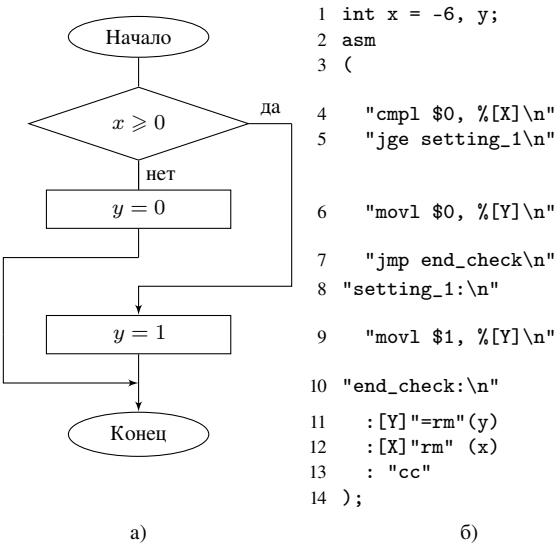 Начало
x ⩾ 0
да
нет
y = 0
y = 1
Конец
а)
1 int x = -6, y;
2 asm
3 (
4 "cmpl $0, %[X]\n"
5 "jge setting_1\n"
6 "movl $0, %[Y]\n"
7 "jmp end_check\n"
8 "setting_1:\n"
9 "movl $1, %[Y]\n"
10 "end_check:\n"
11 :[Y]"=rm"(y)
12 :[X]"rm" (x)
13 : "cc"
14 );
б)